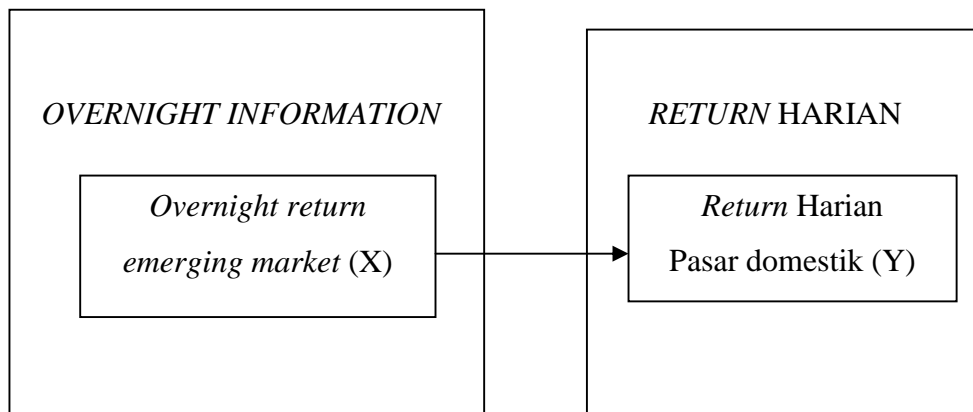 OVERNIGHT INFORMATION
Overnight return
emerging market (X)
RETURN HARIAN
Return Harian
Pasar domestik (Y)